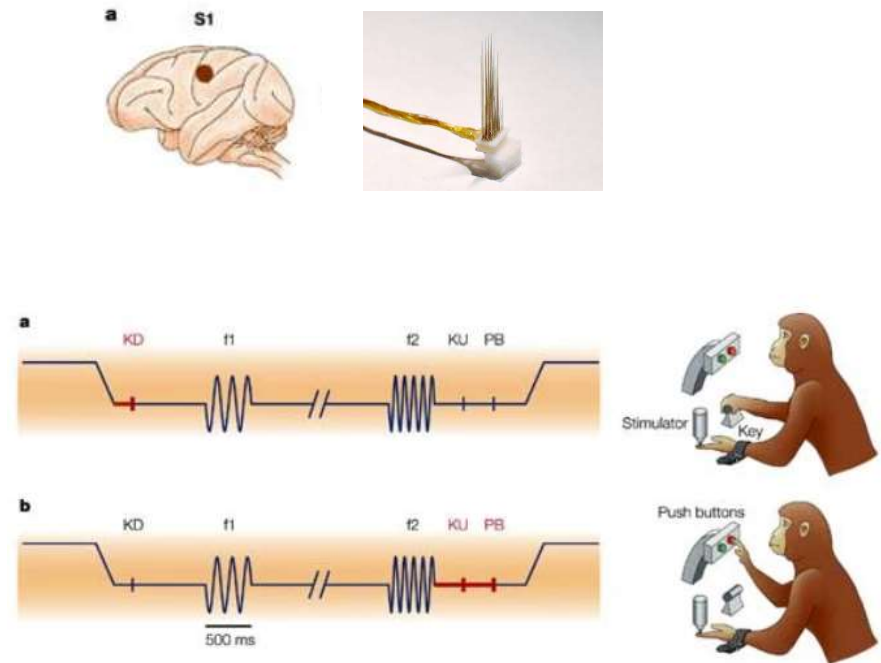 a
S1
a
KD f1 f2 KU PB
Stimulator
Key
b
KD f1 f2 KU PB
Push buttons
500 ms